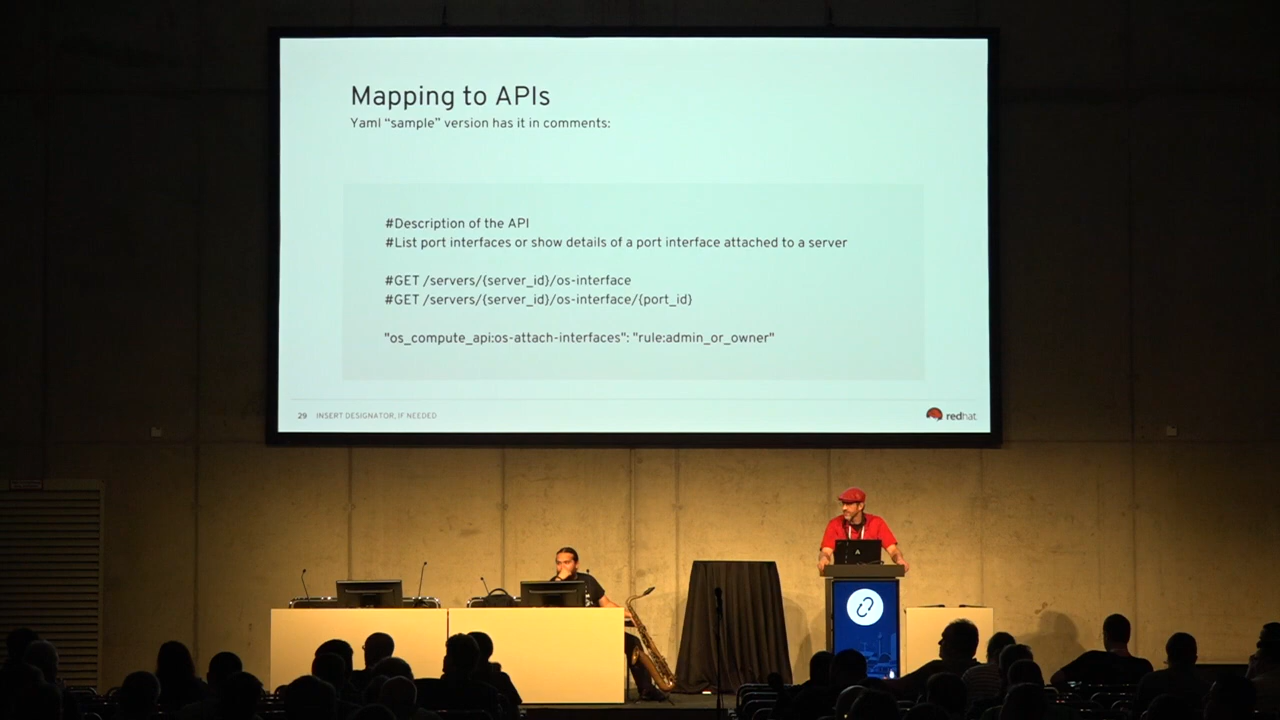 Mapping to APIs
Yaml “sample” version has it in comments:
#Description of the API
#List port interfaces or show details of a port interface attached to a server
#GET /servers/{server_id}/os-interface
#GET /servers/{server_id}/os-interface/{port_id}
"os_compute_api:os-attach-interfaces": "rule:admin_or_owner"
29 INSERT DESIGNATOR, IF NEEDED
redhat.